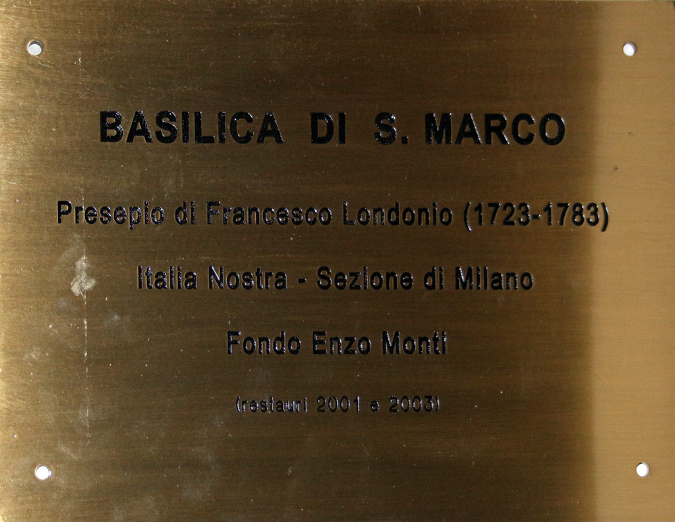 BASILICA DI S. MARCO
Presepio di Francesco Londonio (1723-1783)
Italia Nostra - Sezione di Milano
Fondo Enzo Monti
(restauri 2001 e 2003)